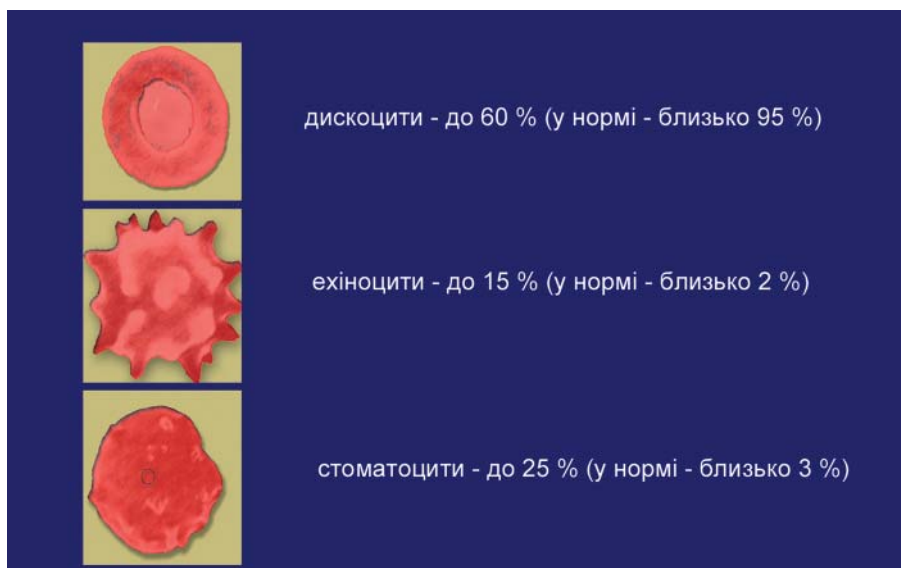 дискоцити - до 60 % (у нормі - близько 95 %)
ехіноцити - до 15 % (у нормі - близько 2 %)
стоматоцити - до 25 % (у нормі - близько 3 %)